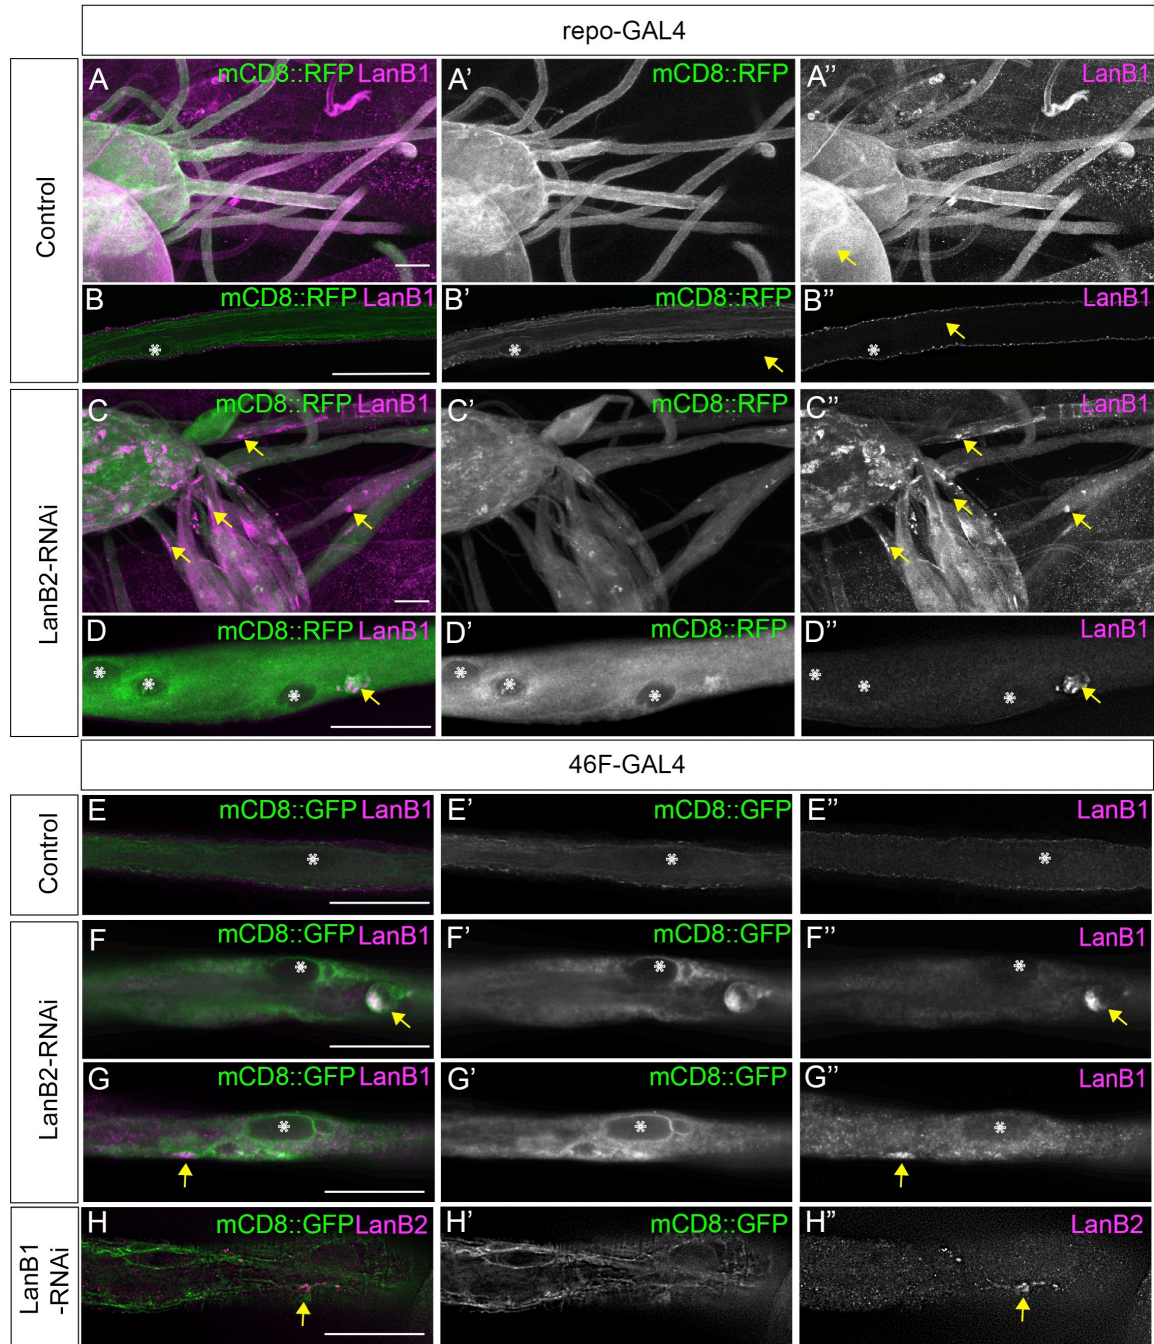 repo-GAL4
Control
A mCD8::RFP LanB1
A' mCD8::RFP
A'' LanB1
B mCD8::RFP LanB1
B' mCD8::RFP
B'' LanB1
LanB2-RNAi
C mCD8::RFP LanB1
C' mCD8::RFP
C'' LanB1
D mCD8::RFP LanB1
D' mCD8::RFP
D'' LanB1
46F-GAL4
Control
E mCD8::GFP LanB1
E' mCD8::GFP
E'' LanB1
LanB2-RNAi
F mCD8::GFP LanB1
F' mCD8::GFP
F'' LanB1
G mCD8::GFP LanB1
G' mCD8::GFP
G'' LanB1
LanB1
-RNAi
H mCD8::GFP LanB2
H' mCD8::GFP
H" LanB2